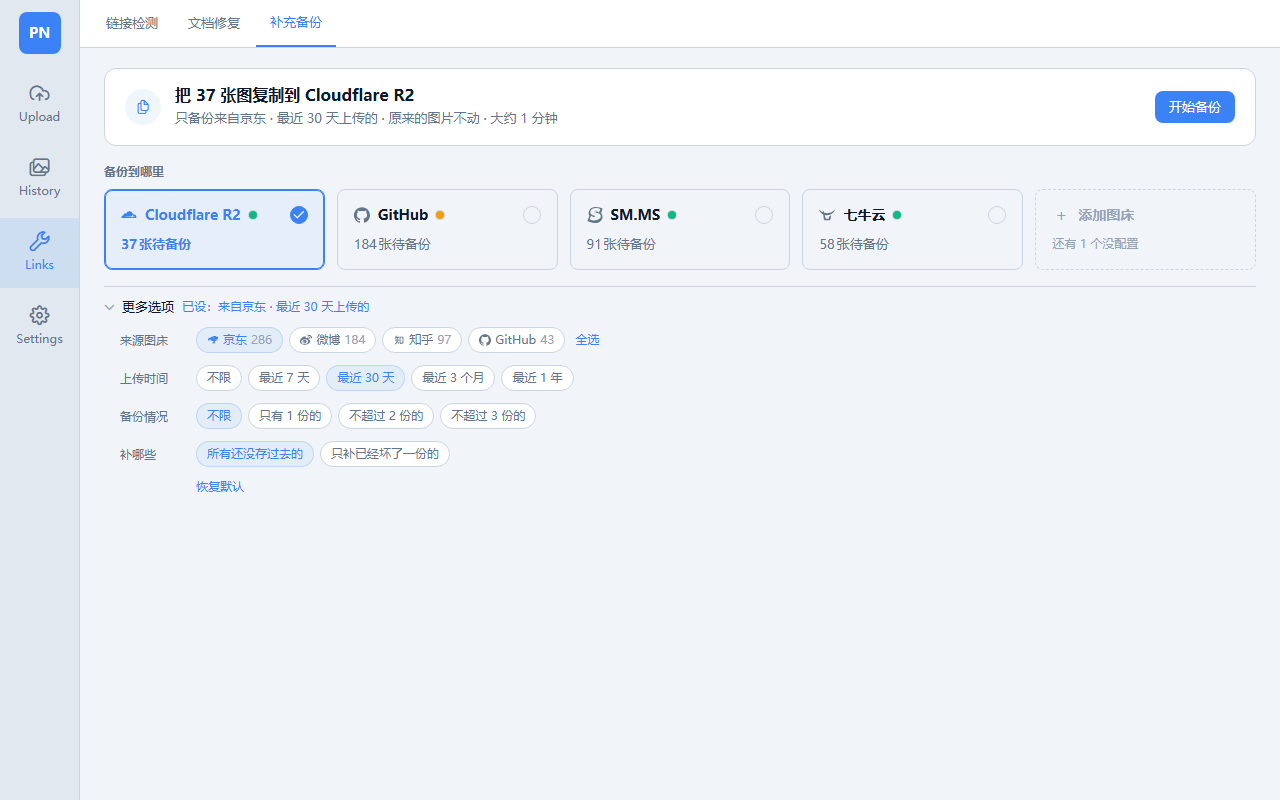 PN
Upload
History
Links
Settings
链接检测 文档修复 补充备份
把 37 张图复制到 Cloudflare R2
只备份来自京东 · 最近 30 天上传的 · 原来的图片不动 · 大约 1 分钟
开始备份
备份到哪里
Cloudflare R2
37 张待备份
GitHub
184 张待备份
SM.MS
91 张待备份
七牛云
58 张待备份
+ 添加图床
还有 1 个没配置
更多选项 已设：来自京东 · 最近 30 天上传的
来源图床 京东 286 微博 184 知乎 97 GitHub 43 全选
上传时间 不限 最近 7 天 最近 30 天 最近 3 个月 最近 1 年
备份情况 不限 只有 1 份的 不超过 2 份的 不超过 3 份的
补哪些 所有还没存过去的 只补已经坏了一份的
恢复默认